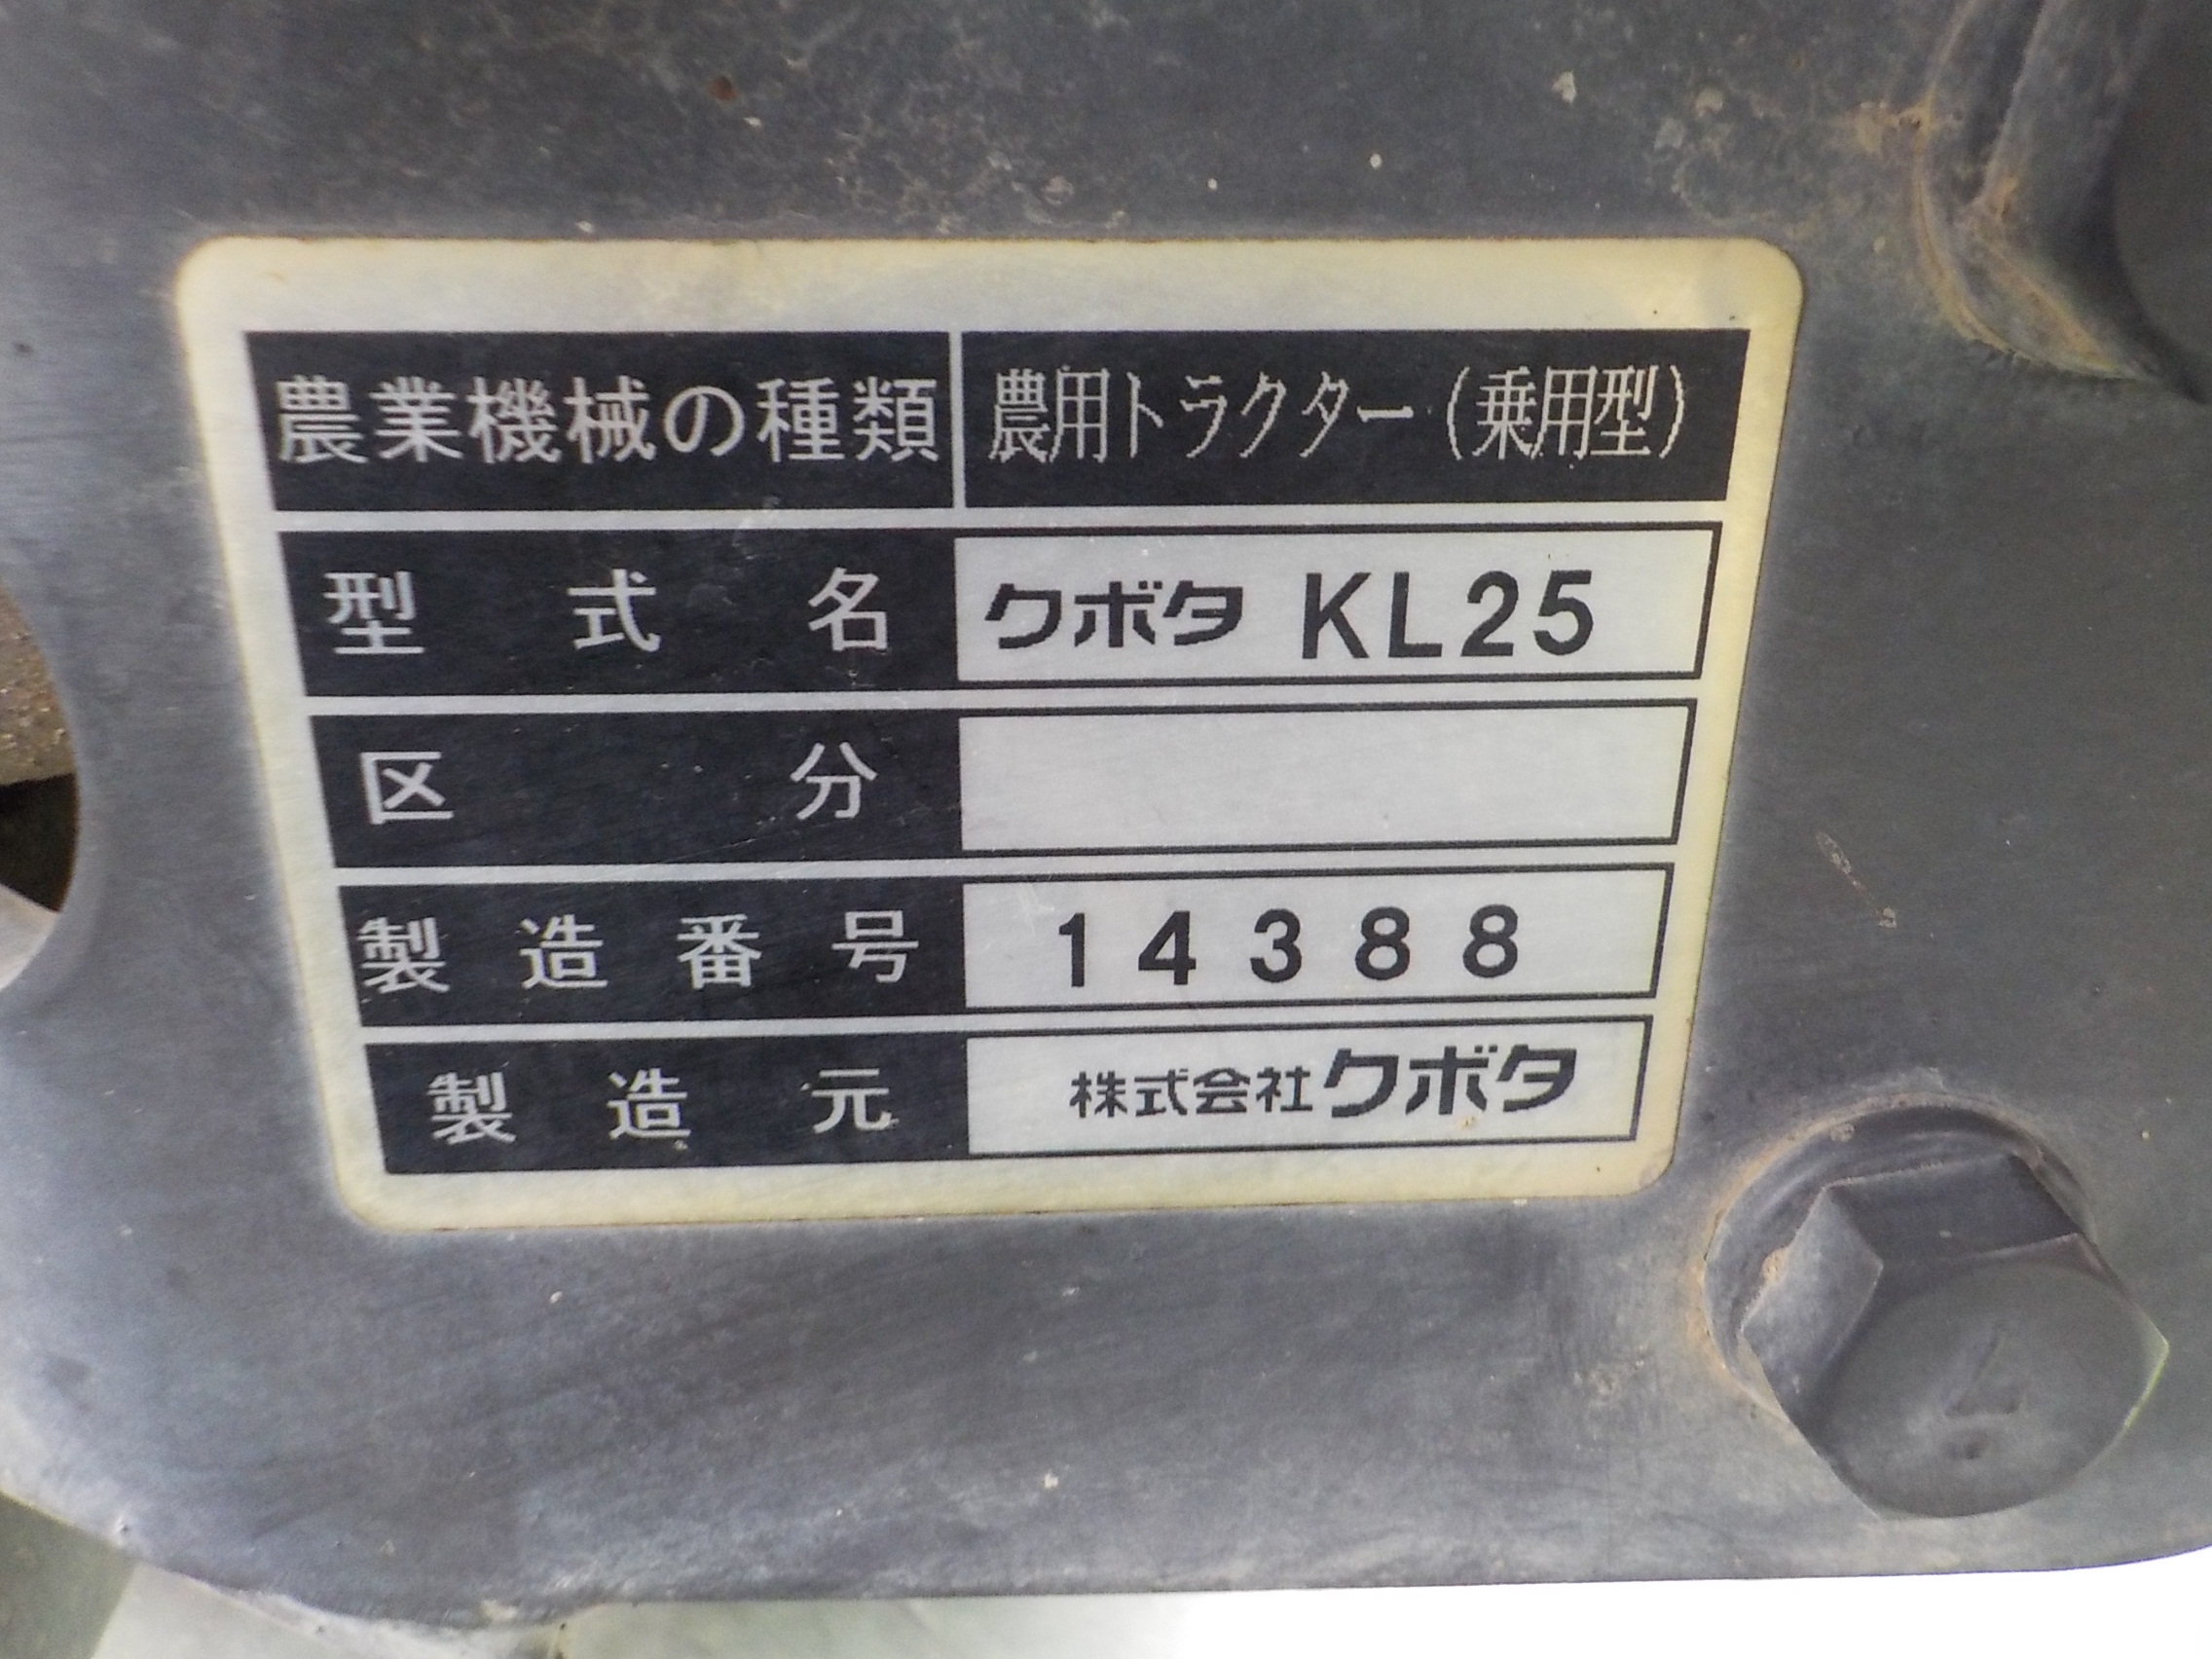 農業機械の種類 農用トラクター(乗用型)
型式名 クボタ KL25
区分
製造番号 14388
製造元 株式会社クボタ